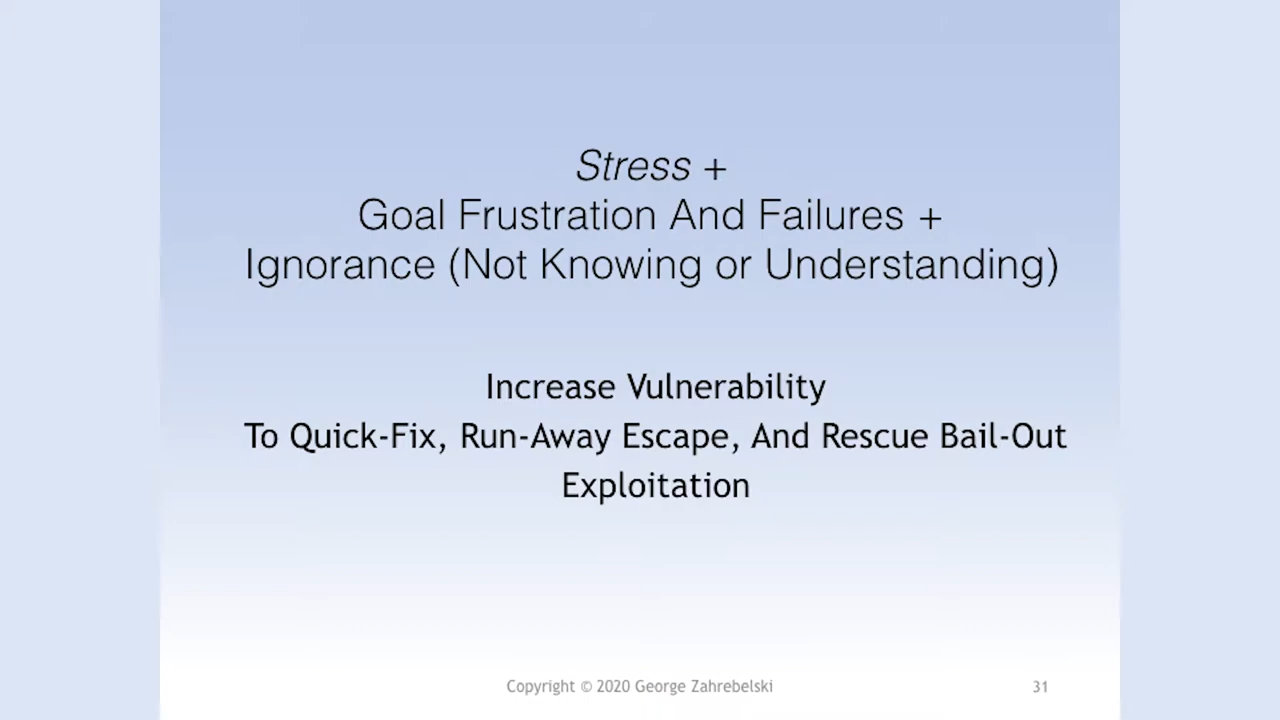 Stress +
Goal Frustration And Failures +
Ignorance (Not Knowing or Understanding)
Increase Vulnerability
To Quick-Fix, Run-Away Escape, And Rescue Bail-Out
Exploitation
Copyright © 2020 George Zahrebelski
31